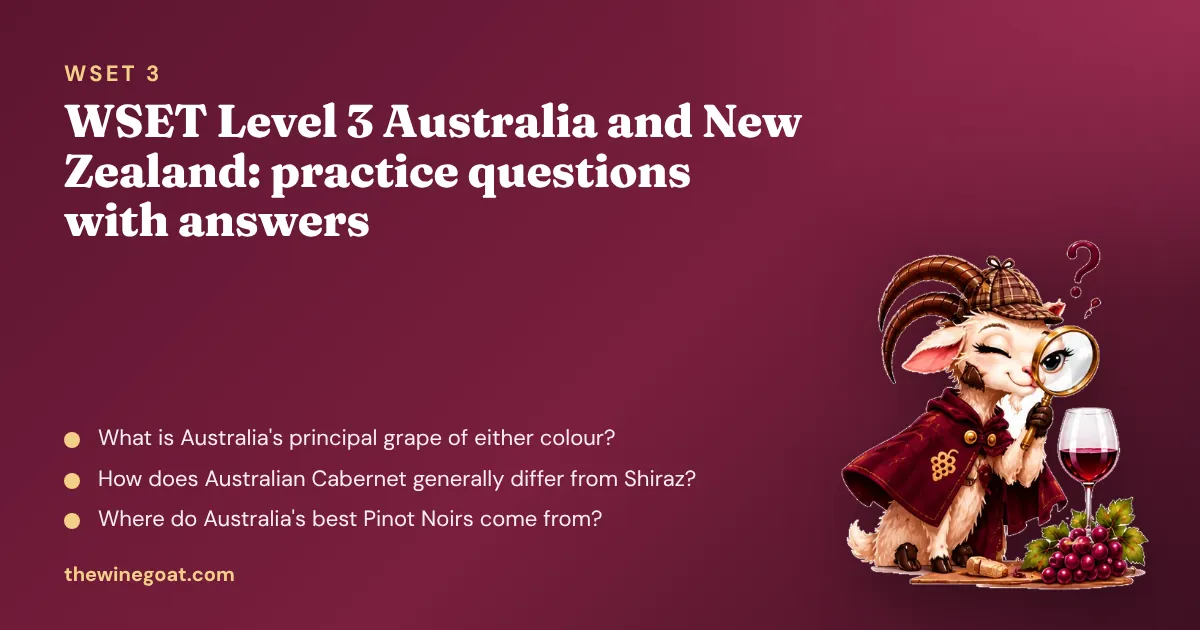 WSET 3
WSET Level 3 Australia and New
Zealand: practice questions
with answers
What is Australia's principal grape of either colour?
How does Australian Cabernet generally differ from Shiraz?
Where do Australia's best Pinot Noirs come from?
thewinegoat.com